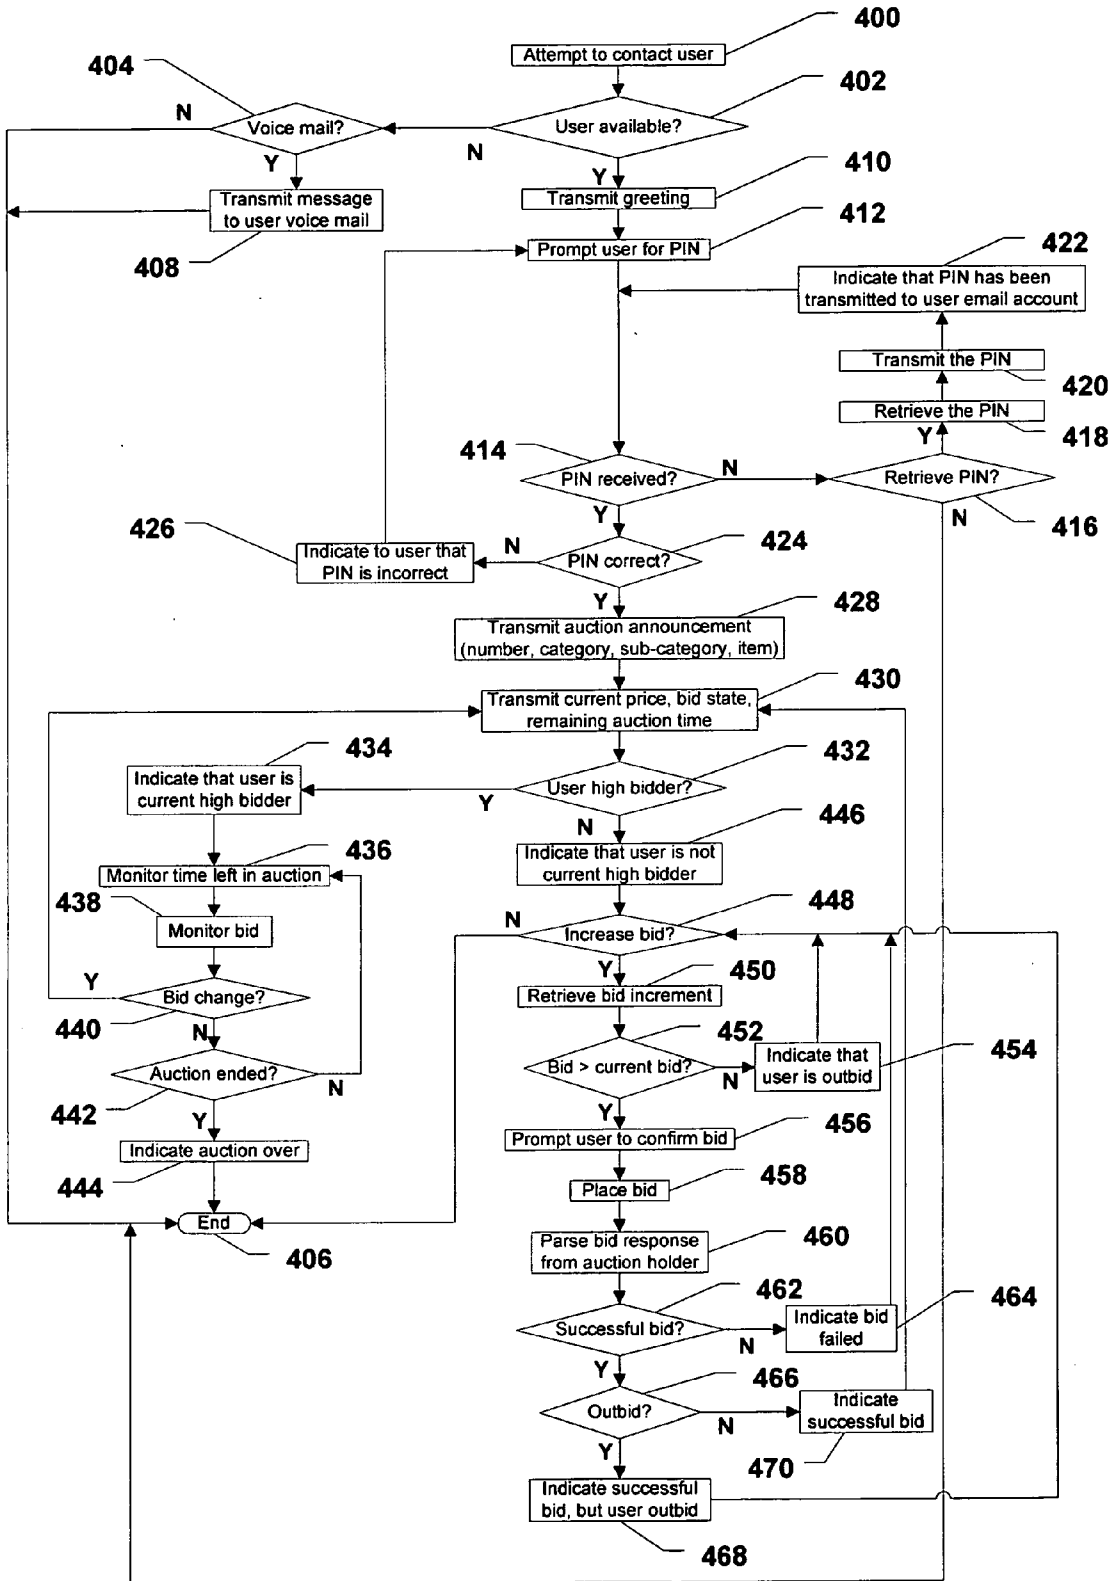 400
Attempt to contact user
404
402
N
Voice mail?
User available?
N
Y
Y
410
Transmit message
to user voice mail
Transmit greeting
412
408
Prompt user for PIN
422
Indicate that PIN has been
transmitted to user email account
Transmit the PIN
420
Retrieve the PIN
418
Y
414
PIN received?
N
Retrieve PIN?
N
416
Y
426
424
Indicate to user that
PIN is incorrect
N
PIN correct?
Y
428
Transmit auction announcement
(number, category, sub-category, item)
430
Transmit current price, bid state,
remaining auction time
434
432
Indicate that user is
current high bidder
Y
User high bidder?
N
446
Indicate that user is not
current high bidder
436
Monitor time left in auction
438
Monitor bid
N
Increase bid?
448
Y
450
Retrieve bid increment
Y
Bid change?
440
N
452
Bid > current bid?
N
Indicate that
user is outbid
454
Auction ended?
N
442
Y
Y
Prompt user to confirm bid
456
Indicate auction over
444
Place bid
458
End
406
Parse bid response
from auction holder
460
462
Successful bid?
N
Indicate bid
failed
464
Y
466
Outbid?
N
Indicate
successful bid
470
Y
Indicate successful
bid, but user outbid
468